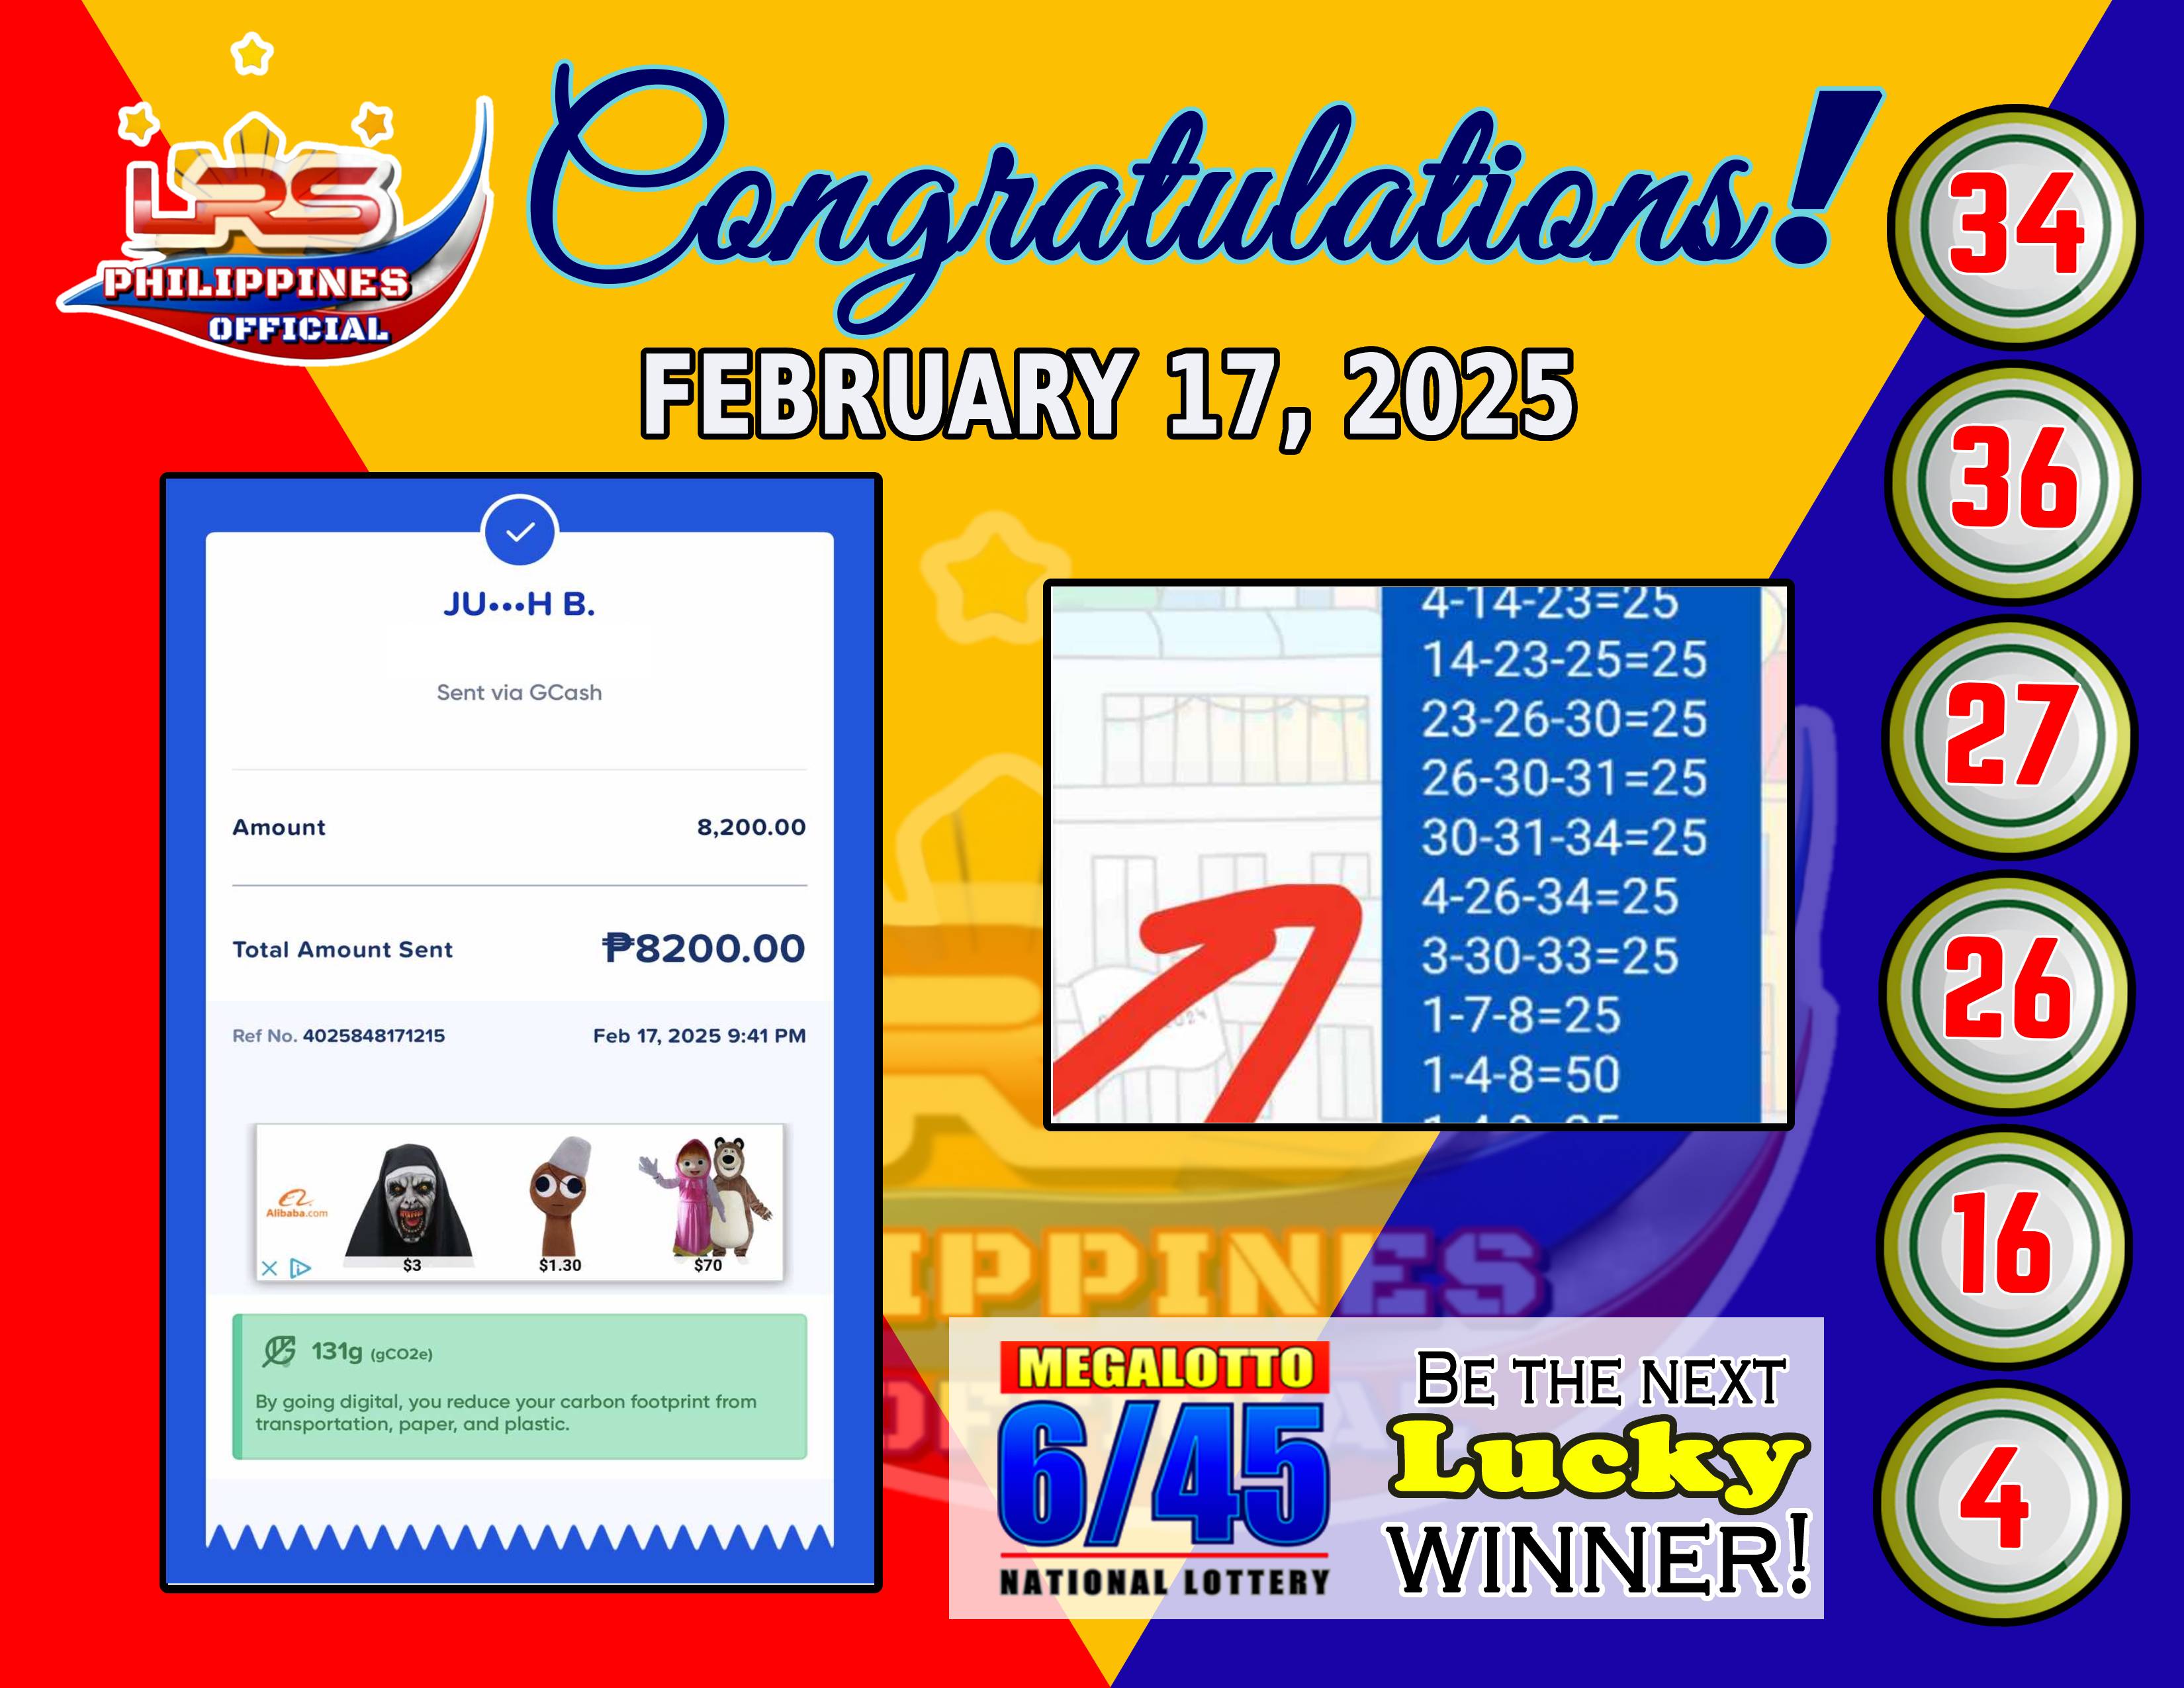 LRS
PHILIPPINES
OFFICIAL
Congratulations!
FEBRUARY 17, 2025
JU•••H B.
Sent via GCash
Amount 8,200.00
Total Amount Sent ₱8200.00
Ref No. 4025848171215 Feb 17, 2025 9:41 PM
Alibaba.com
$3 $1.30 $70
131g (gCO2e)
By going digital, you reduce your carbon footprint from
transportation, paper, and plastic.
4-14-23=25
14-23-25=25
23-26-30=25
26-30-31=25
30-31-34=25
4-26-34=25
3-30-33=25
1-7-8=25
1-4-8=50
MEGALOTTO
6/45
NATIONAL LOTTERY
BE THE NEXT
Lucky
WINNER!
34
36
27
26
16
4